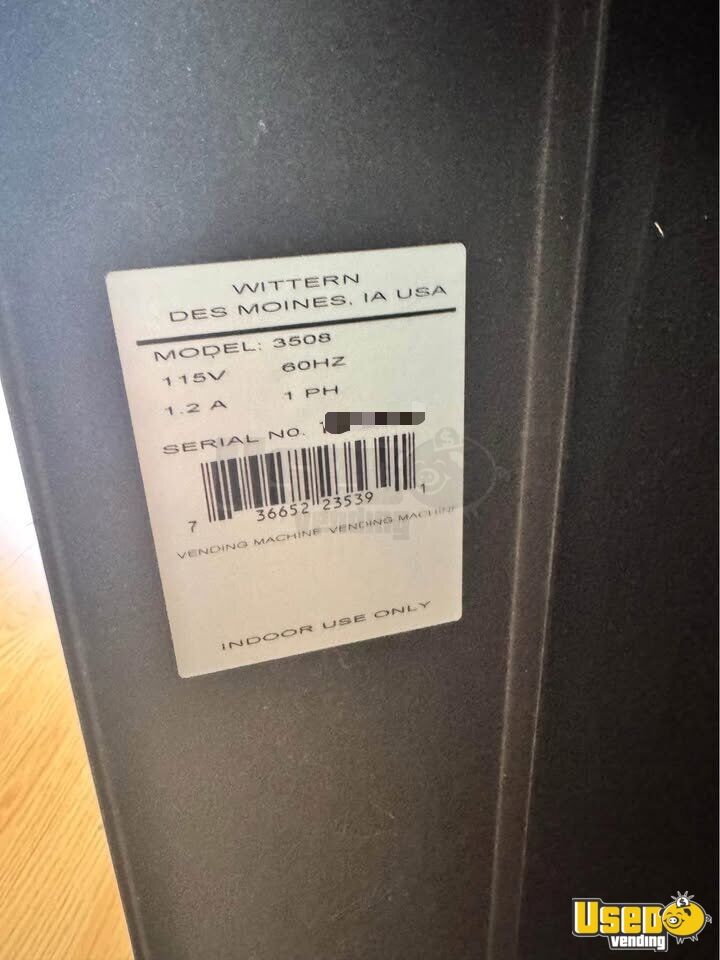 WITTERN
DES MOINES, IA USA
MODEL: 3508
115V 60HZ
1.2 A 1 PH
SERIAL NO. 1
7 36652 23539 1
VENDING MACHINE VENDING MACHINE
INDOOR USE ONLY
USED
vending